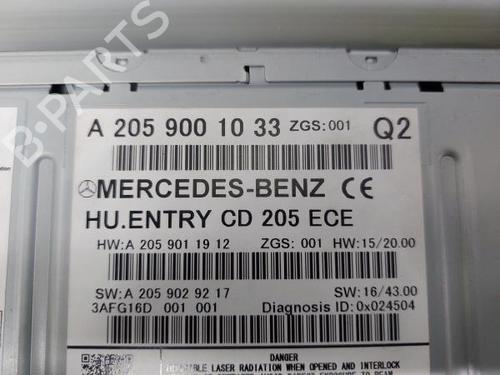 A 205 900 10 33 ZGS:001 Q2
MERCEDES-BENZ CE
HU.ENTRY CD 205 ECE
HW:A 205 901 19 12 ZGS: 001 HW:15/20.00
SW:A 205 902 92 17 SW:16/43.00
3AFG16D 001 001 Diagnosis ID:0x024504
DANGER
LASER RADIATION WHEN OPENED AND INTERLOCK
B-PARTS